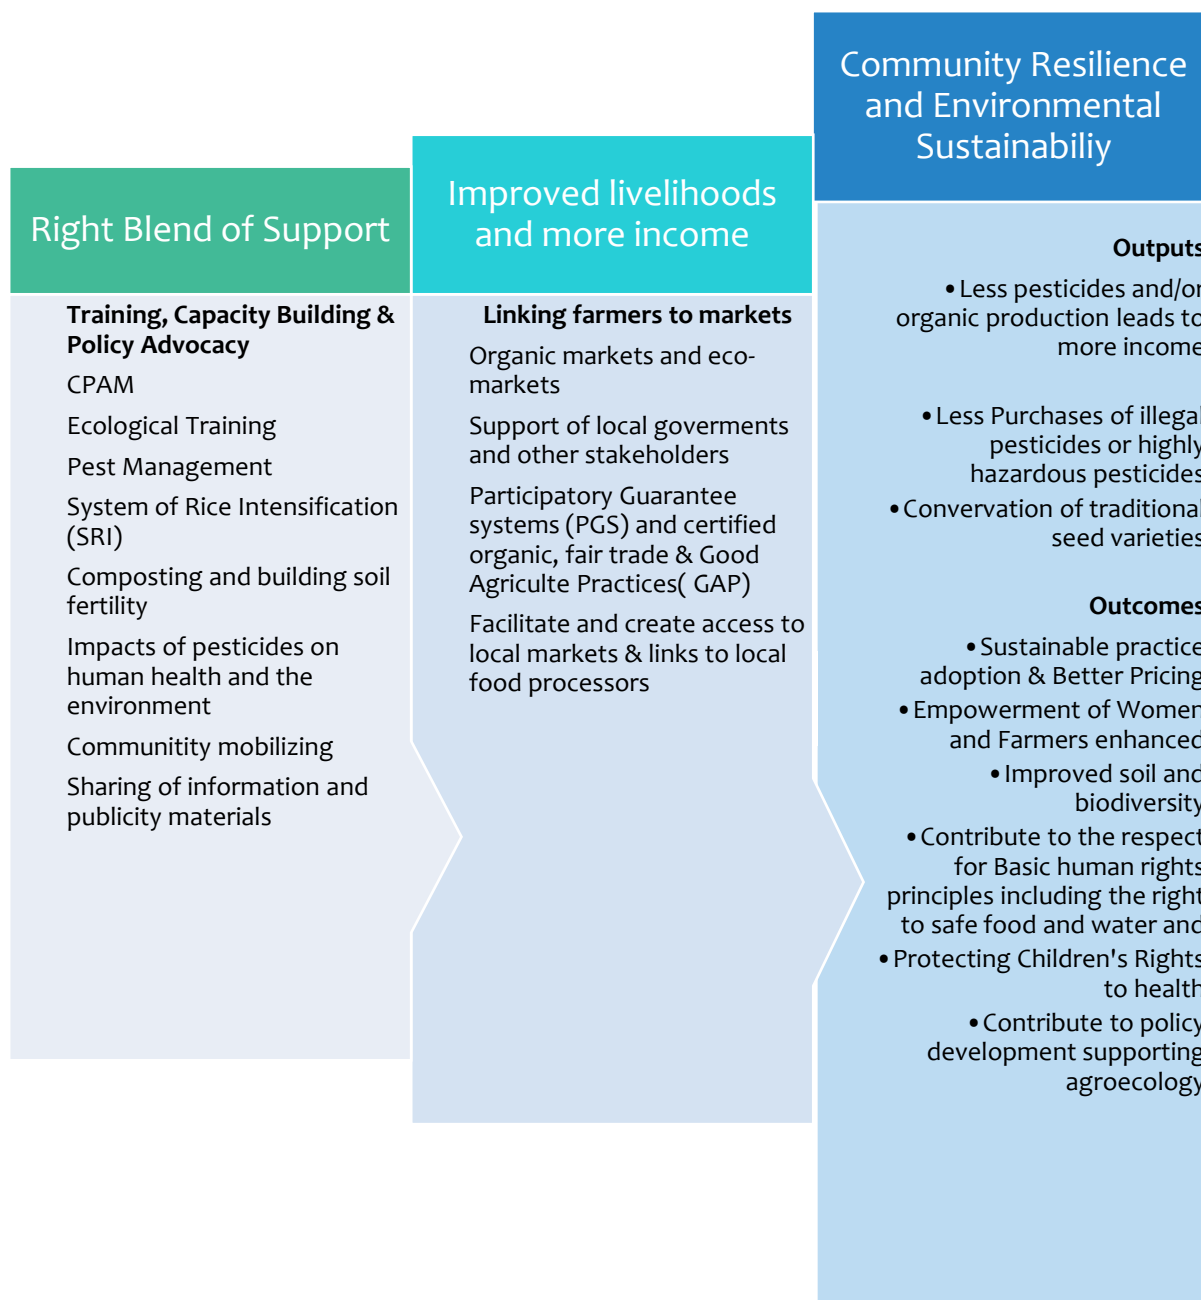 Right Blend of Support
Training, Capacity Building &
Policy Advocacy
CPAM
Ecological Training
Pest Management
System of Rice Intensification
(SRI)
Composting and building soil
fertility
Impacts of pesticides on
human health and the
environment
Communitity mobilizing
Sharing of information and
publicity materials
Improved livelihoods
and more income
Linking farmers to markets
Organic markets and eco-
markets
Support of local goverments
and other stakeholders
Participatory Guarantee
systems (PGS) and certified
organic, fair trade & Good
Agriculte Practices( GAP)
Facilitate and create access to
local markets & links to local
food processors
Community Resilience
and Environmental
Sustainabiliy
Outputs
• Less pesticides and/or
organic production leads to
more income
• Less Purchases of illegal
pesticides or highly
hazardous pesticides
• Convervation of traditional
seed varieties
Outcomes
• Sustainable practice
adoption & Better Pricing
• Empowerment of Women
and Farmers enhanced
• Improved soil and
biodiversity
• Contribute to the respect
for Basic human rights
principles including the right
to safe food and water and
• Protecting Children's Rights
to health
• Contribute to policy
development supporting
agroecology